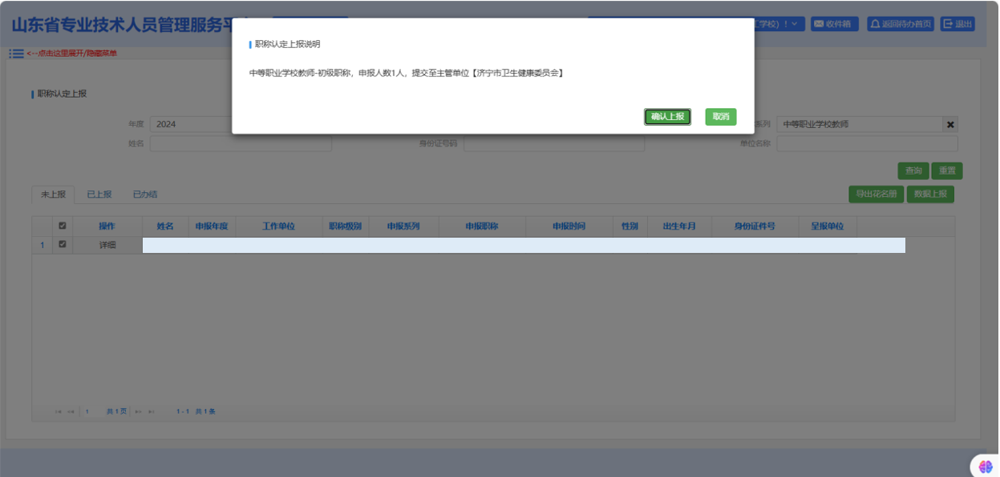 山东省专业技术人员管理服务平
工学校）！
收件箱
返回待办首页
退出
<--点击这里展开/隐藏菜单
职称认定上报说明
中等职业学校教师-初级职称，申报人数1人，提交至主管单位【济宁市卫生健康委员会】
确认上报 取消
职称认定上报
年度 2024 系列 中等职业学校教师
姓名 身份证号码 单位名称
查询 重置
未上报 已上报 已办结
导出花名册 数据上报
操作 姓名 申报年度 工作单位 职称级别 申报系列 申报职称 申报时间 性别 出生年月 身份证件号 呈报单位
1 详细
1 共1页 1-1 共1条